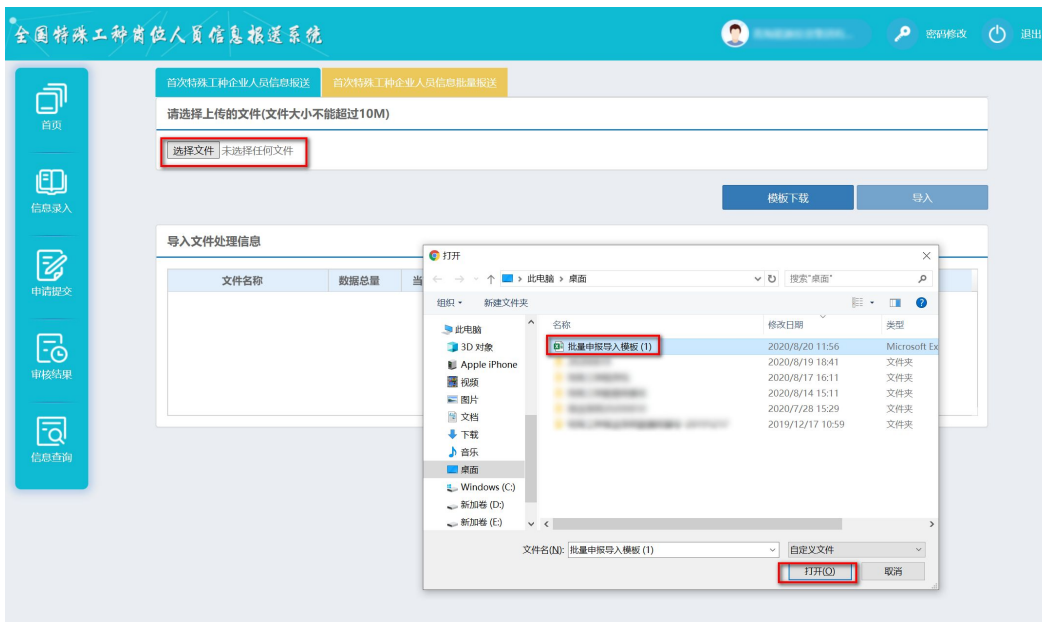 全国特殊工种岗位人员信息报送系统
密码修改 退出
首页
信息录入
申请提交
审核结果
信息查询
首次特殊工种企业人员信息报送 首次特殊工种企业人员信息批量报送
请选择上传的文件(文件大小不能超过10M)
选择文件 未选择任何文件
模板下载 导入
导入文件处理信息
文件名称 数据总量 当
打开
此电脑 › 桌面 搜索"桌面"
组织 新建文件夹
此电脑
3D 对象
Apple iPhone
视频
图片
文档
下载
音乐
桌面
Windows (C:)
新加卷 (D:)
新加卷 (E:)
名称 修改日期 类型
批量申报导入模板 (1) 2020/8/20 11:56 Microsoft Ex
2020/8/19 18:41 文件夹
2020/8/17 16:11 文件夹
2020/8/14 15:11 文件夹
2020/7/28 15:29 文件夹
2019/12/17 10:59 文件夹
文件名(N): 批量申报导入模板 (1) 自定义文件
打开(O) 取消